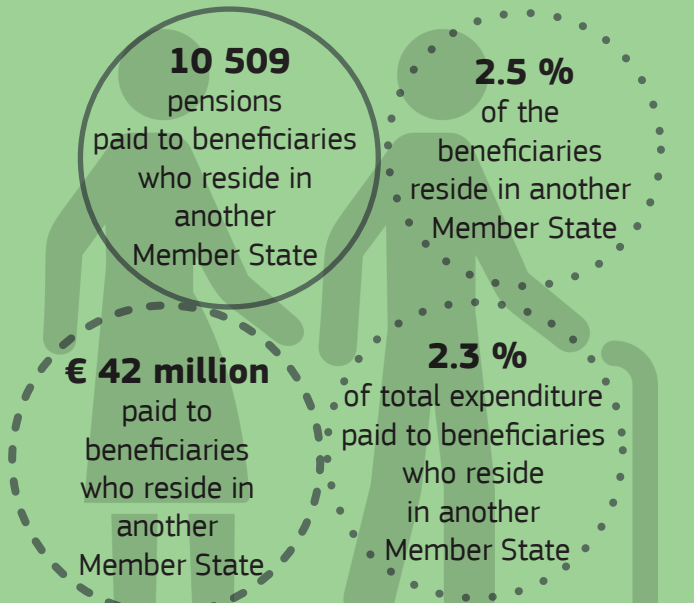 10 509
pensions
paid to beneficiaries
who reside in
another
Member State
2.5 %
of the
beneficiaries
reside in another
Member State
€ 42 million
paid to
beneficiaries
who reside in
another
Member State
2.3 %
of total expenditure
paid to beneficiaries
who reside
in another
Member State